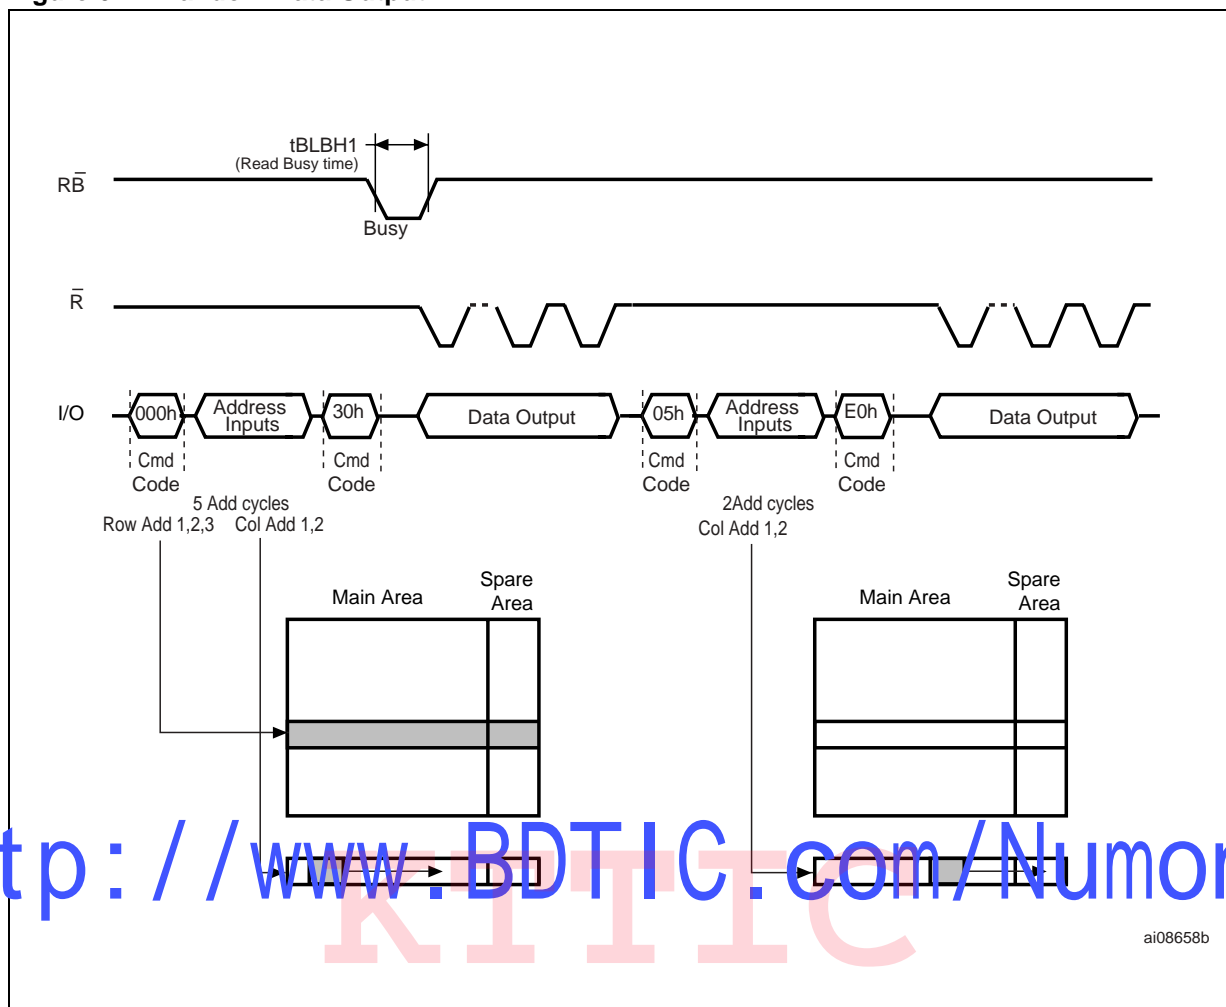 tBLBH1
(Read Busy time)
RB̅
Busy
R̅
I/O
000h
Address
Inputs
30h
Data Output
05h
Address
Inputs
E0h
Data Output
Cmd
Code
Cmd
Code
Cmd
Code
Cmd
Code
5 Add cycles
Row Add 1,2,3
Col Add 1,2
2Add cycles
Col Add 1,2
Main Area
Spare
Area
Main Area
Spare
Area
tp://www.BDTIC.com/Numon
KTTIC
ai08658b